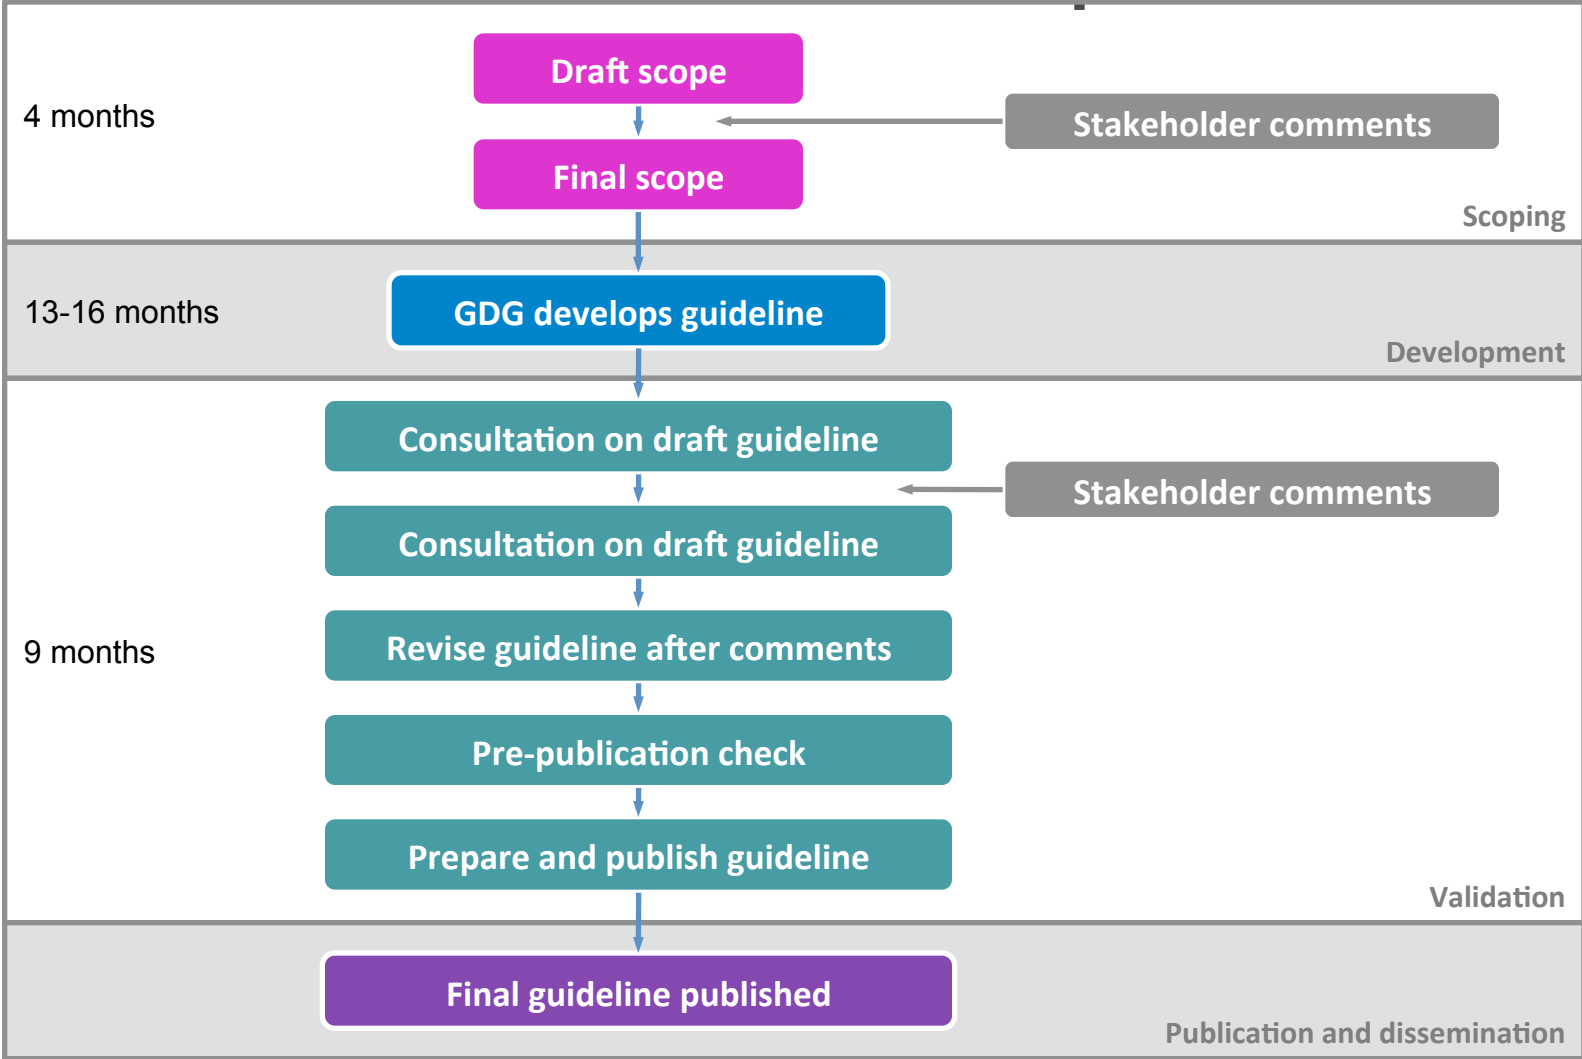 Draft scope
4 months
Stakeholder comments
Final scope
Scoping
13-16 months
GDG develops guideline
Development
Consultation on draft guideline
Stakeholder comments
Consultation on draft guideline
9 months
Revise guideline after comments
Pre-publication check
Prepare and publish guideline
Validation
Final guideline published
Publication and dissemination